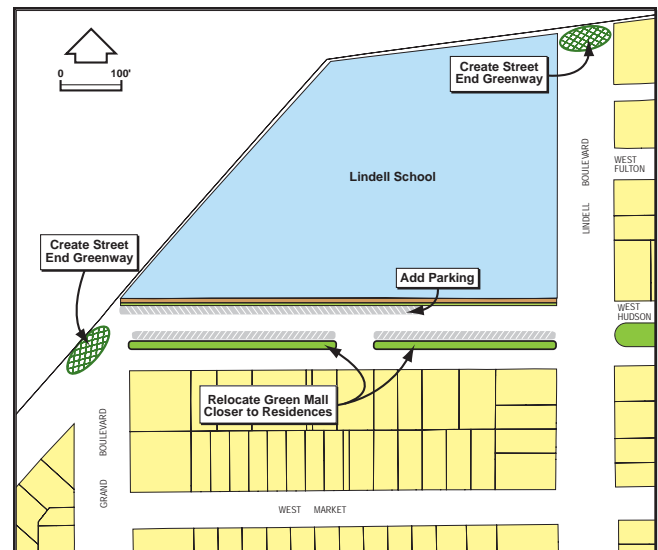 0 100'
Create Street
End Greenway
LINDELL BOULEVARD
WEST
FULTON
Lindell School
Create Street
End Greenway
Add Parking
WEST
HUDSON
Relocate Green Mall
Closer to Residences
GRAND BOULEVARD
WEST MARKET